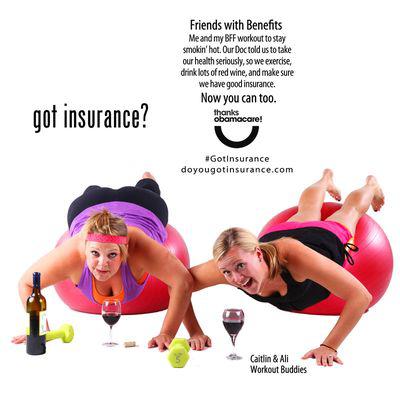 Friends with Benefits
Me and my BFF workout to stay
smokin' hot. Our Doc told us to take
our health seriously, so we exercise,
drink lots of red wine, and make sure
we have good insurance.
Now you can too.
thanks
obamacare!
got insurance?
#GotInsurance
doyougotinsurance.com
5
Caitlin & Ali
Workout Buddies